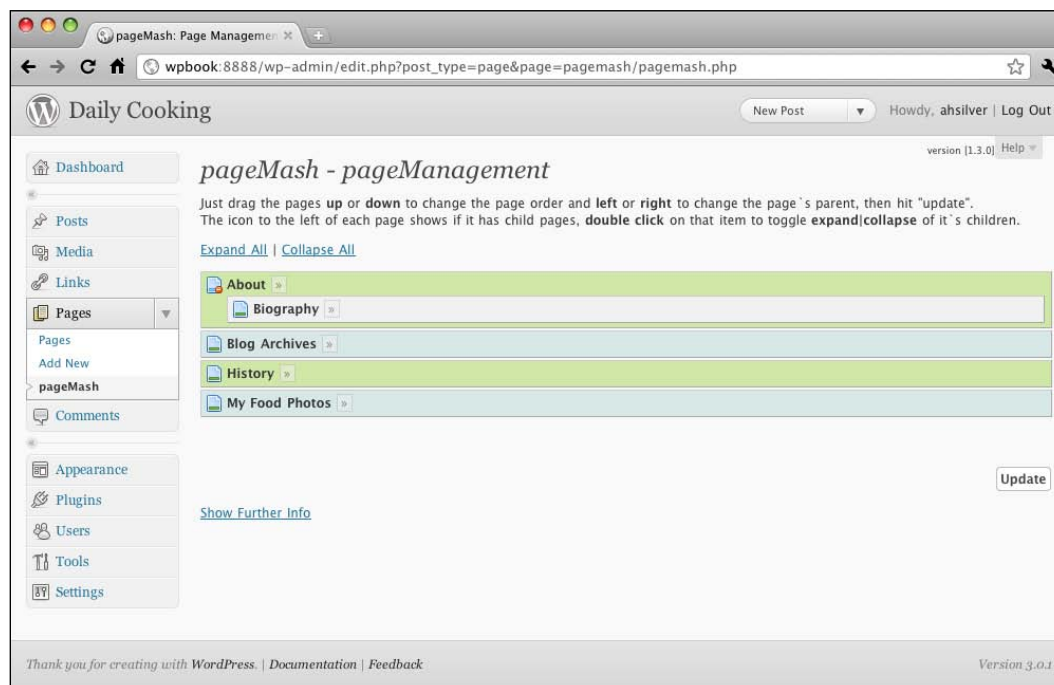 pageMash: Page Managemen
wpbook:8888/wp-admin/edit.php?post_type=page&page=pagemash/pagemash.php
Daily Cooking
New Post
Howdy, ahsilver | Log Out
version [1.3.0]
Help
Dashboard
Posts
Media
Links
Pages
Pages
Add New
pageMash
Comments
Appearance
Plugins
Users
Tools
Settings
pageMash - pageManagement
Just drag the pages up or down to change the page order and left or right to change the page`s parent, then hit "update".
The icon to the left of each page shows if it has child pages, double click on that item to toggle expand|collapse of it`s children.
Expand All | Collapse All
About »
Biography »
Blog Archives »
History »
My Food Photos »
Update
Show Further Info
Thank you for creating with WordPress. | Documentation | Feedback
Version 3.0.1